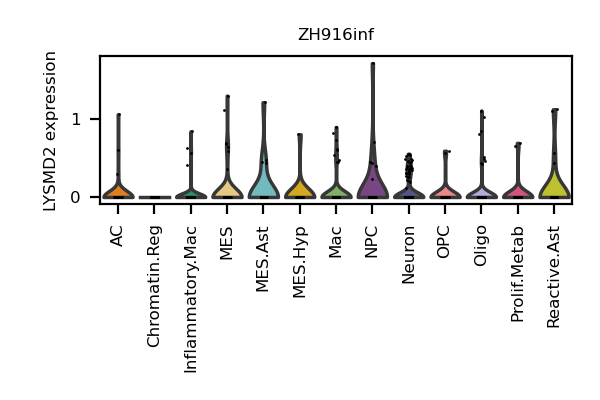 ZH916inf
LYSMD2 expression
1
0
AC
Chromatin.Reg
Inflammatory.Mac
MES
MES.Ast
MES.Hyp
Mac
NPC
Neuron
OPC
Oligo
Prolif.Metab
Reactive.Ast